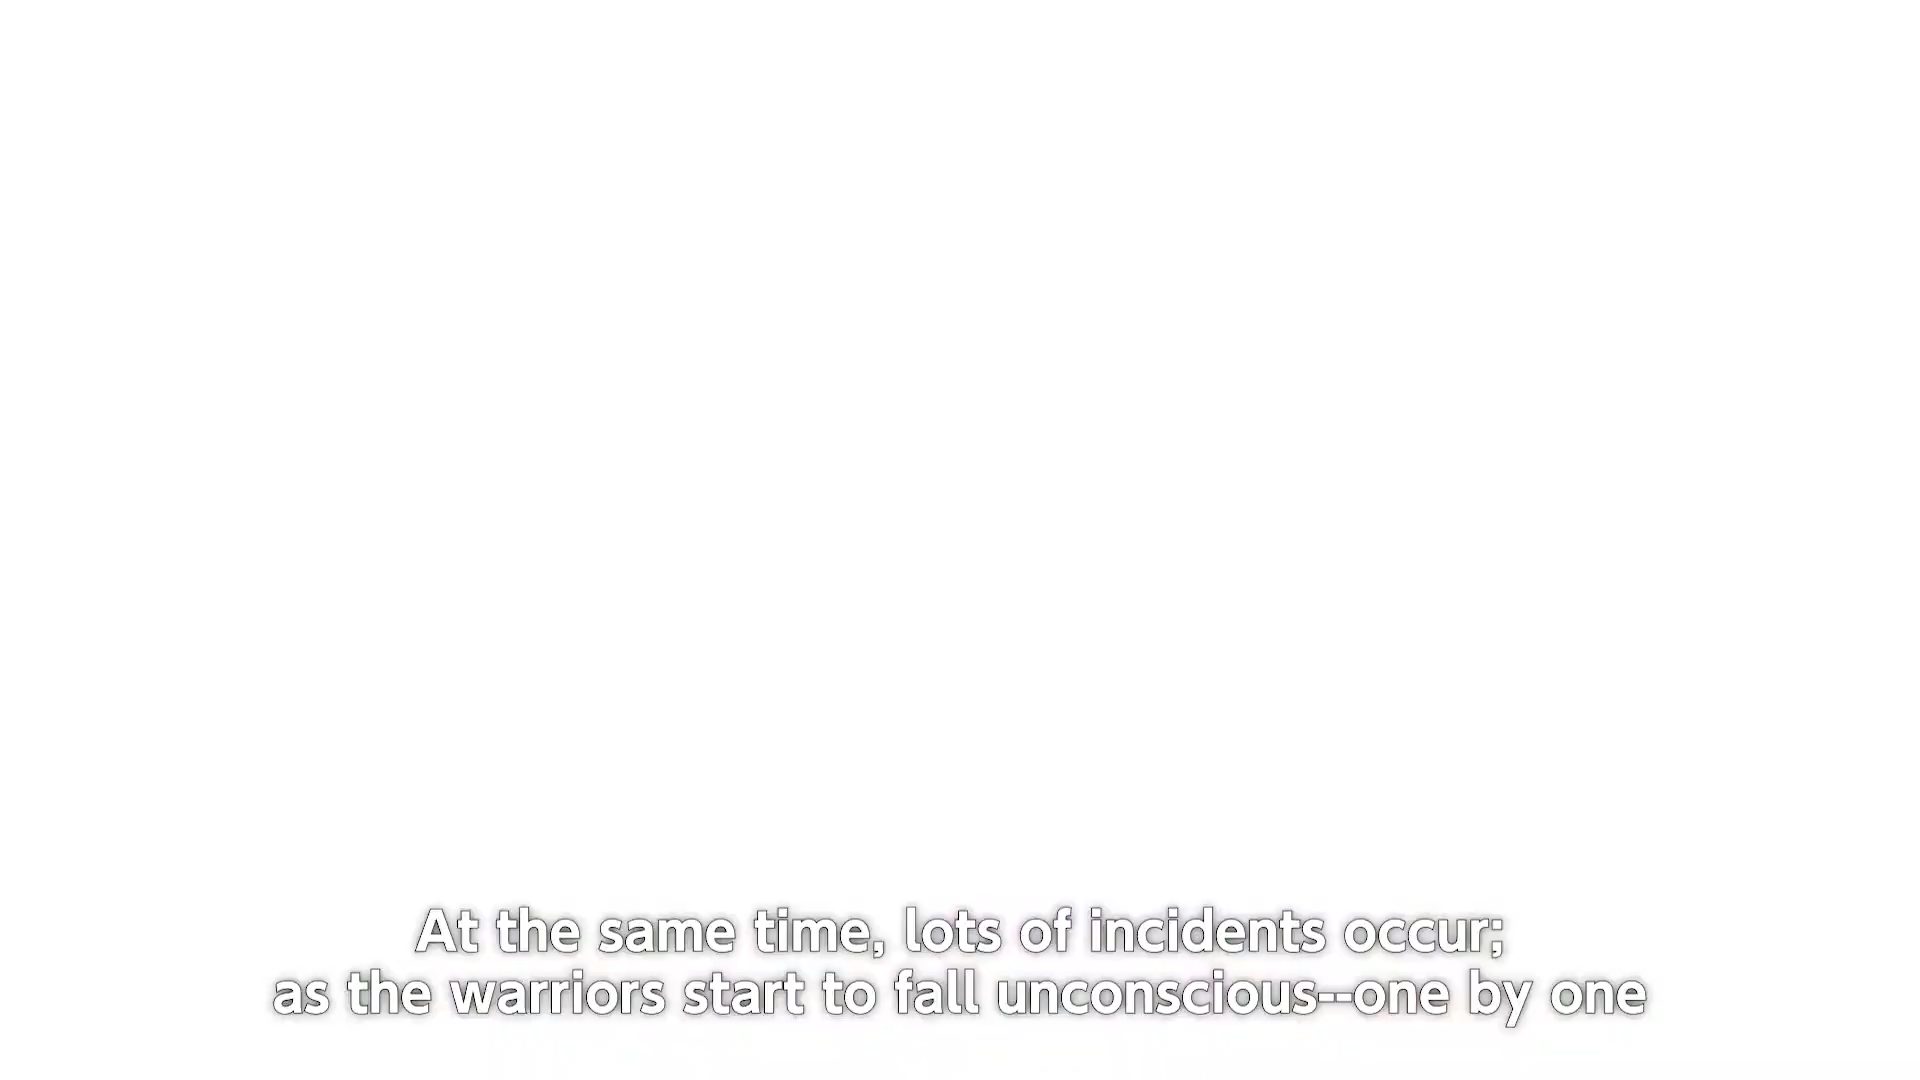 At the same time, lots of incidents occur;
as the warriors start to fall unconscious--one by one